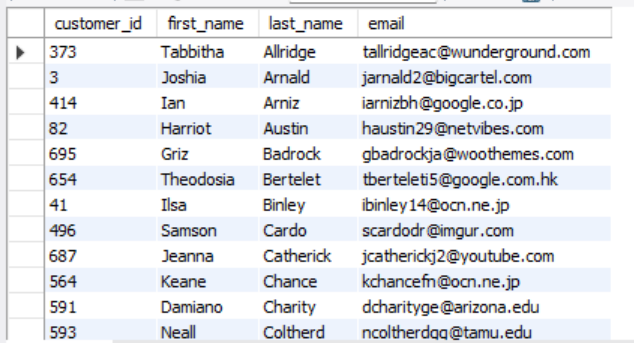 customer_id first_name last_name email
373 Tabbitha Allridge tallridgeac@wunderground.com
3 Joshia Arnald jarnald2@bigcartel.com
414 Ian Arniz iarnizbh@google.co.jp
82 Harriot Austin haustin29@netvibes.com
695 Griz Badrock gbadrockja@woothemes.com
654 Theodosia Bertelet tberteleti5@google.com.hk
41 Ilsa Binley ibinley14@ocn.ne.jp
496 Samson Cardo scardodr@imgur.com
687 Jeanna Catherick jcatherickj2@youtube.com
564 Keane Chance kchancefn@ocn.ne.jp
591 Damiano Charity dcharityge@arizona.edu
593 Neall Coltherd ncoltherdgg@tamu.edu